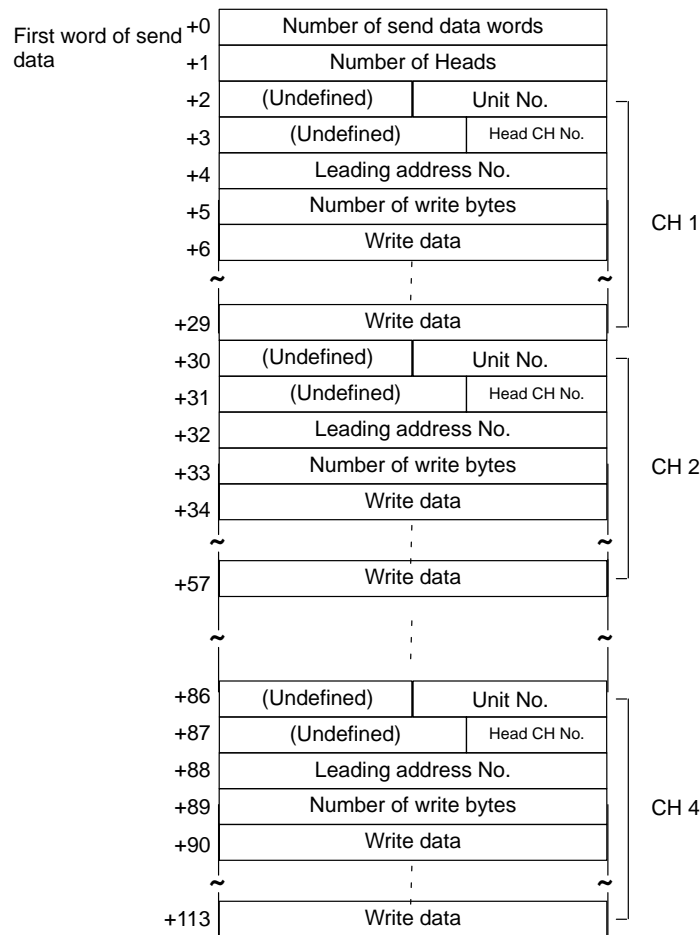 First word of send
data
+0 Number of send data words
+1 Number of Heads
+2 (Undefined) Unit No.
+3 (Undefined) Head CH No.
+4 Leading address No.
+5 Number of write bytes
+6 Write data
CH 1
+29 Write data
+30 (Undefined) Unit No.
+31 (Undefined) Head CH No.
+32 Leading address No.
+33 Number of write bytes
+34 Write data
CH 2
+57 Write data
+86 (Undefined) Unit No.
+87 (Undefined) Head CH No.
+88 Leading address No.
+89 Number of write bytes
+90 Write data
CH 4
+113 Write data